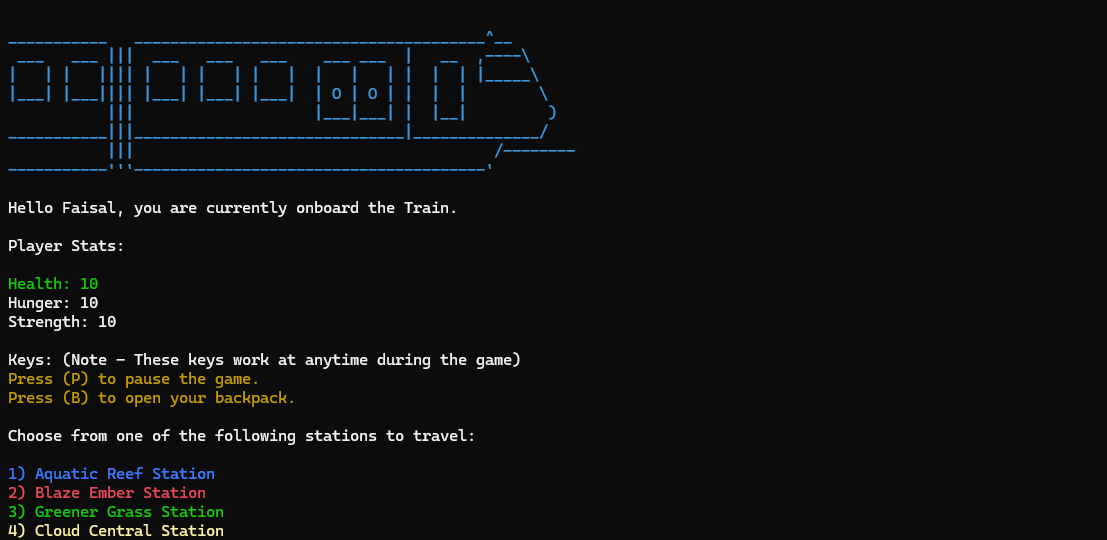 Hello Faisal, you are currently onboard the Train.
Player Stats:
Health: 10
Hunger: 10
Strength: 10
Keys: (Note - These keys work at anytime during the game)
Press (P) to pause the game.
Press (B) to open your backpack.
Choose from one of the following stations to travel:
1) Aquatic Reef Station
2) Blaze Ember Station
3) Greener Grass Station
4) Cloud Central Station